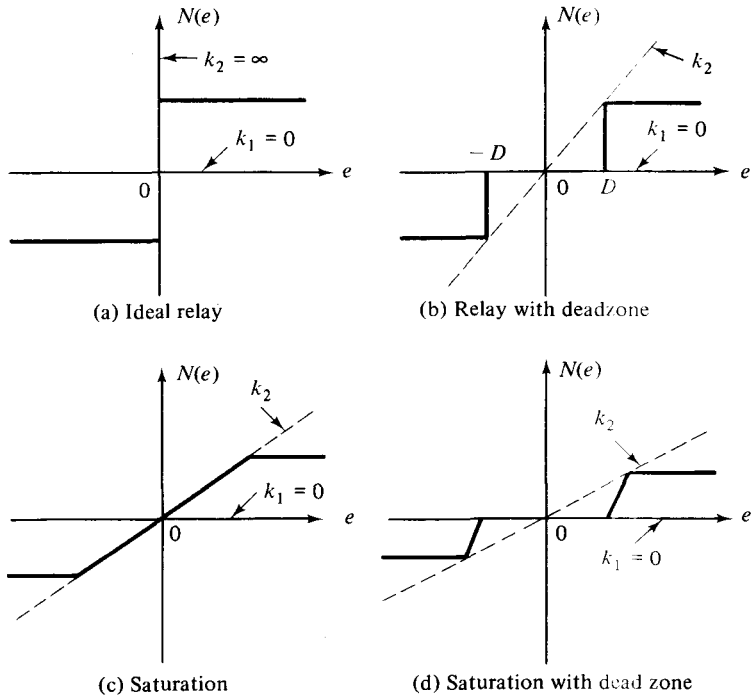 N(e)
k₂ = ∞
k₁ = 0
0
e
(a) Ideal relay
N(e)
k₂
k₁ = 0
− D
0
D
e
(b) Relay with deadzone
N(e)
k₂
k₁ = 0
0
e
(c) Saturation
N(e)
k₂
0
e
k₁ = 0
(d) Saturation with dead zone